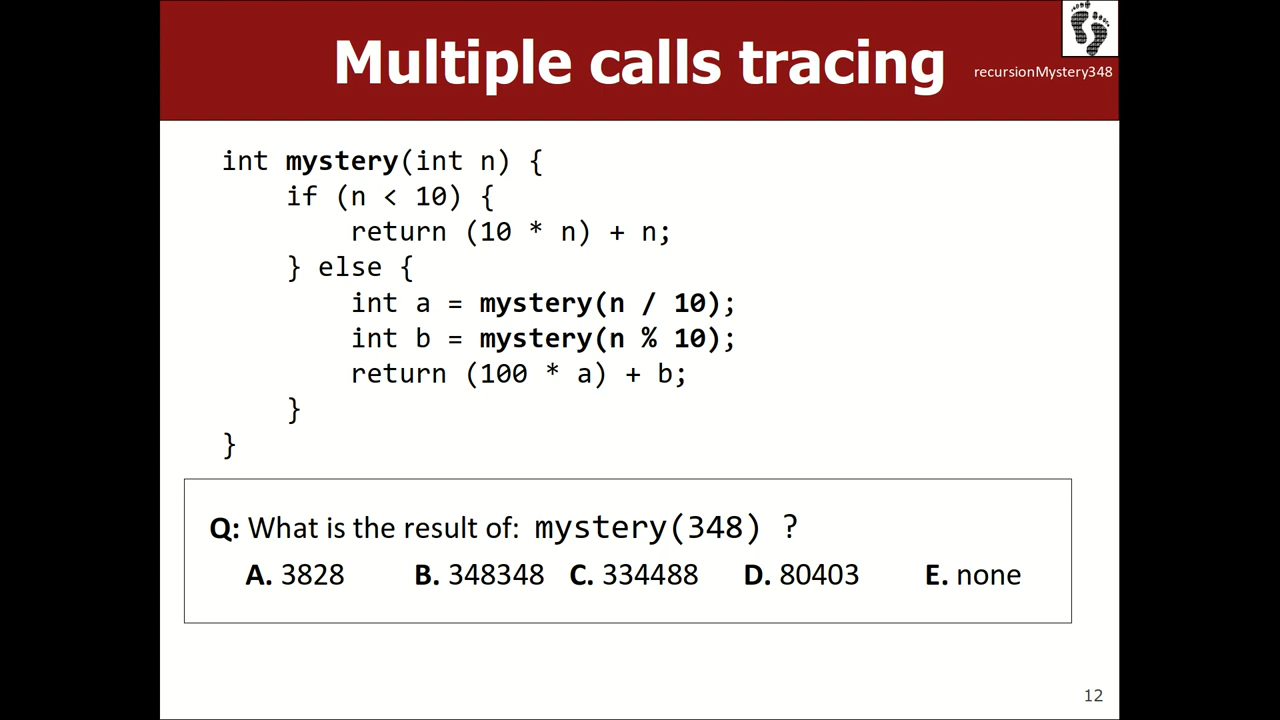 Multiple calls tracing
recursionMystery348
int mystery(int n) {
    if (n < 10) {
        return (10 * n) + n;
    } else {
        int a = mystery(n / 10);
        int b = mystery(n % 10);
        return (100 * a) + b;
    }
}
Q: What is the result of: mystery(348) ?
A. 3828 B. 348348 C. 334488 D. 80403 E. none
12